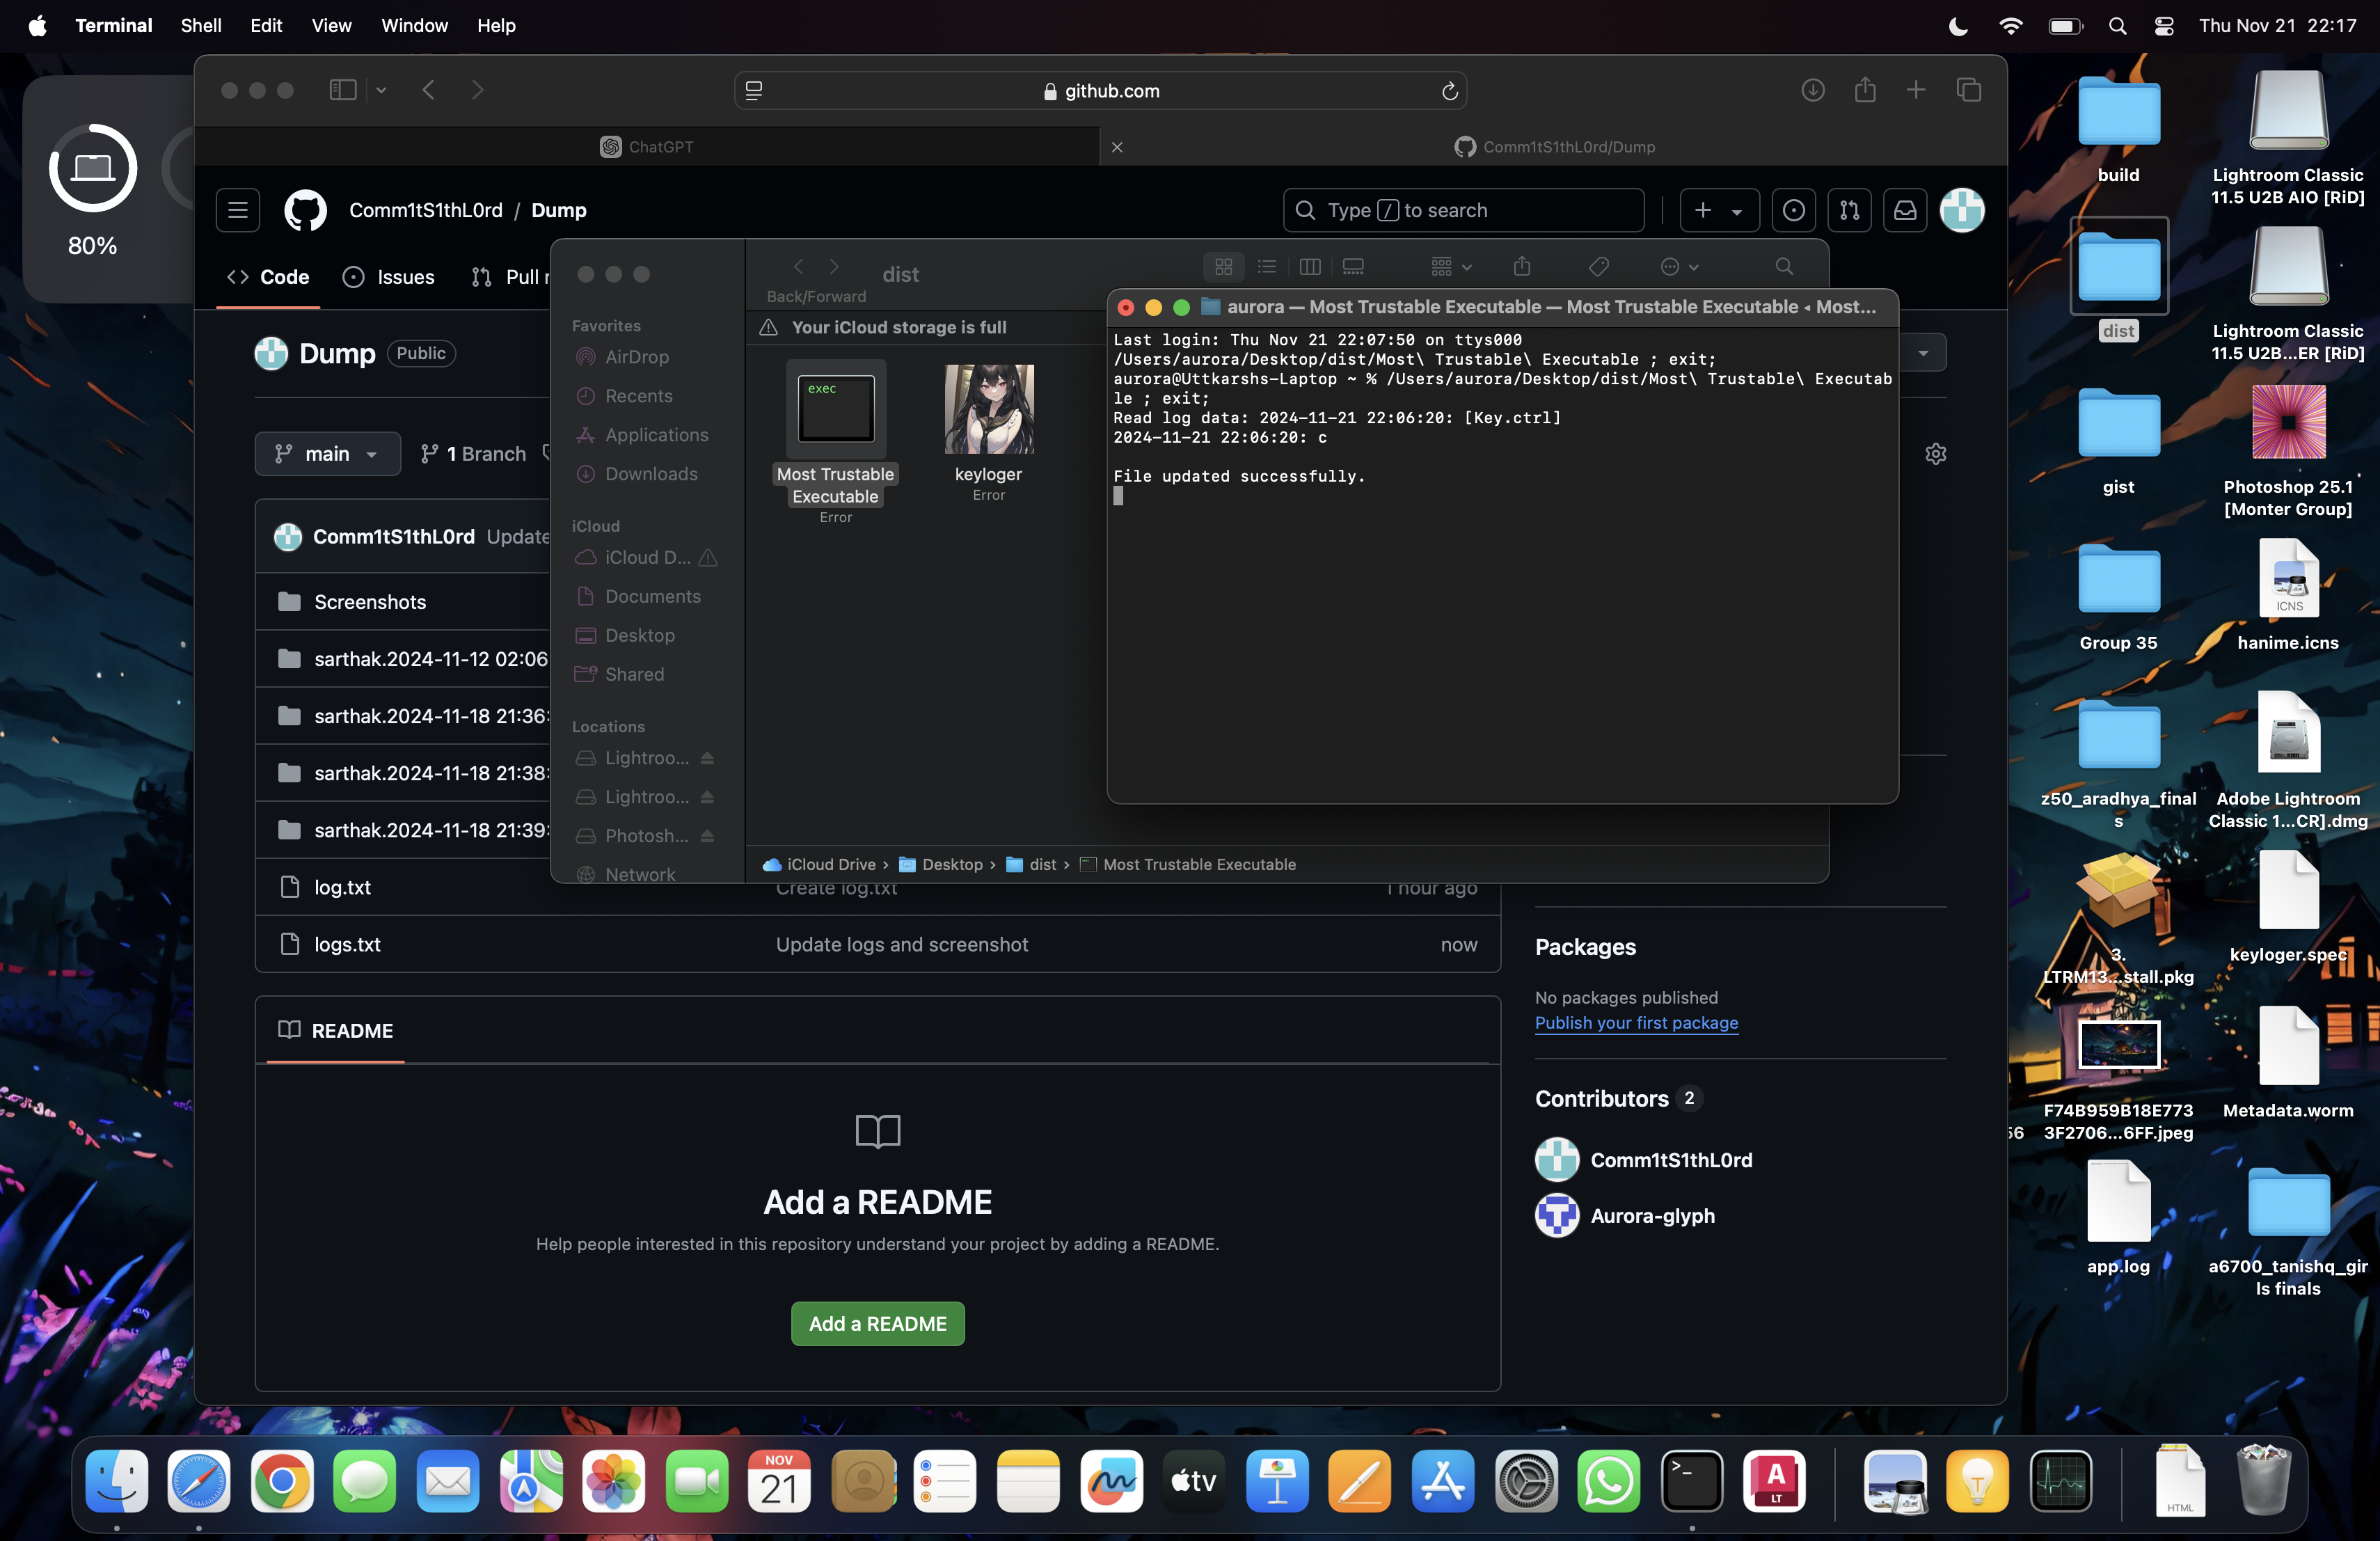 Terminal Shell Edit View Window Help
Thu Nov 21 22:17
80%
github.com
ChatGPT
Comm1tS1thL0rd/Dump
Comm1tS1thL0rd / Dump
Type / to search
Code
Issues
Pull r
Dump Public
main
1 Branch
Comm1tS1thL0rd Update
Screenshots
sarthak.2024-11-12 02:06
sarthak.2024-11-18 21:36:
sarthak.2024-11-18 21:38:
sarthak.2024-11-18 21:39:
log.txt Create log.txt 1 hour ago
logs.txt Update logs and screenshot now
README
Add a README
Help people interested in this repository understand your project by adding a README.
Add a README
Packages
No packages published
Publish your first package
Contributors 2
Comm1tS1thL0rd
Aurora-glyph
Back/Forward
dist
Your iCloud storage is full
Favorites
AirDrop
Recents
Applications
Downloads
iCloud
iCloud D...
Documents
Desktop
Shared
Locations
Lightroo...
Lightroo...
Photosh...
Network
exec
Most Trustable
Executable
Error
keyloger
Error
iCloud Drive › Desktop › dist › Most Trustable Executable
aurora — Most Trustable Executable — Most Trustable Executable ◂ Most...
Last login: Thu Nov 21 22:07:50 on ttys000
/Users/aurora/Desktop/dist/Most\ Trustable\ Executable ; exit;
aurora@Uttkarshs-Laptop ~ % /Users/aurora/Desktop/dist/Most\ Trustable\ Executab
le ; exit;
Read log data: 2024-11-21 22:06:20: [Key.ctrl]
2024-11-21 22:06:20: c
File updated successfully.
build
Lightroom Classic
11.5 U2B AIO [RiD]
dist
Lightroom Classic
11.5 U2B...ER [RiD]
gist
Photoshop 25.1
[Monter Group]
Group 35
ICNS
hanime.icns
z50_aradhya_final
s
Adobe Lightroom
Classic 1...CR].dmg
3.
LTRM13...stall.pkg
keyloger.spec
F74B959B18E773
3F2706...6FF.jpeg
56
Metadata.worm
app.log
a6700_tanishq_gir
ls finals
NOV
21
tv
A
LT
HTML